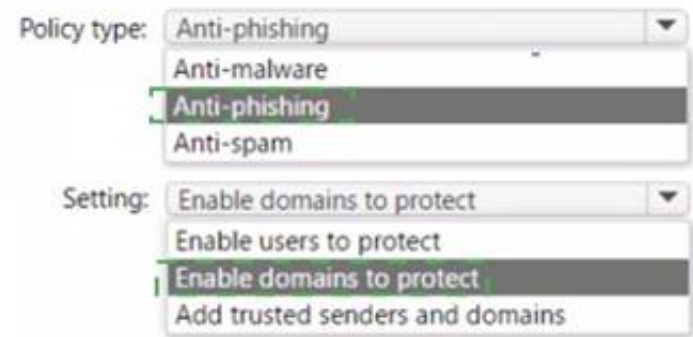 Policy type: Anti-phishing
Anti-malware
Anti-phishing
Anti-spam
Setting: Enable domains to protect
Enable users to protect
Enable domains to protect
Add trusted senders and domains